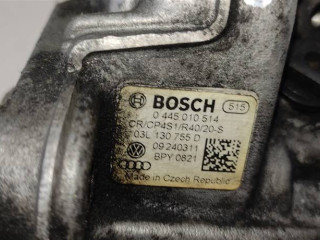 BOSCH 515
0 445 010 514
CR/CP4S1/R40/20-S
03L 130 755 D
09240311
BPY 0821
Made in Czech Republic